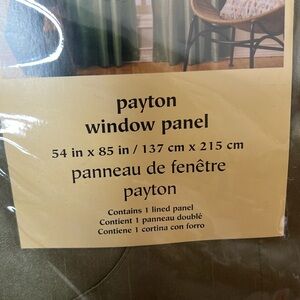 payton
window panel
54 in x 85 in / 137 cm x 215 cm
panneau de fenêtre
payton
Contains 1 lined panel
Contient 1 panneau doublé
Contiene 1 cortina con forro